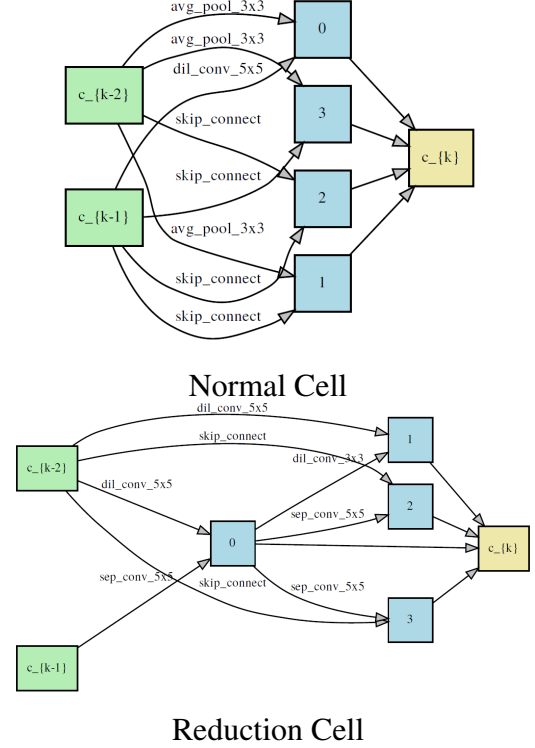 avg_pool_3x3
0
avg_pool_3x3
dil_conv_5x5
c_{k-2}
3
skip_connect
c_{k}
skip_connect
2
c_{k-1}
avg_pool_3x3
skip_connect
1
skip_connect
Normal Cell
dil_conv_5x5
skip_connect
1
c_{k-2}
dil_conv_3x3
dil_conv_5x5
2
sep_conv_5x5
0
c_{k}
sep_conv_5x5
skip_connect
sep_conv_5x5
3
c_{k-1}
Reduction Cell